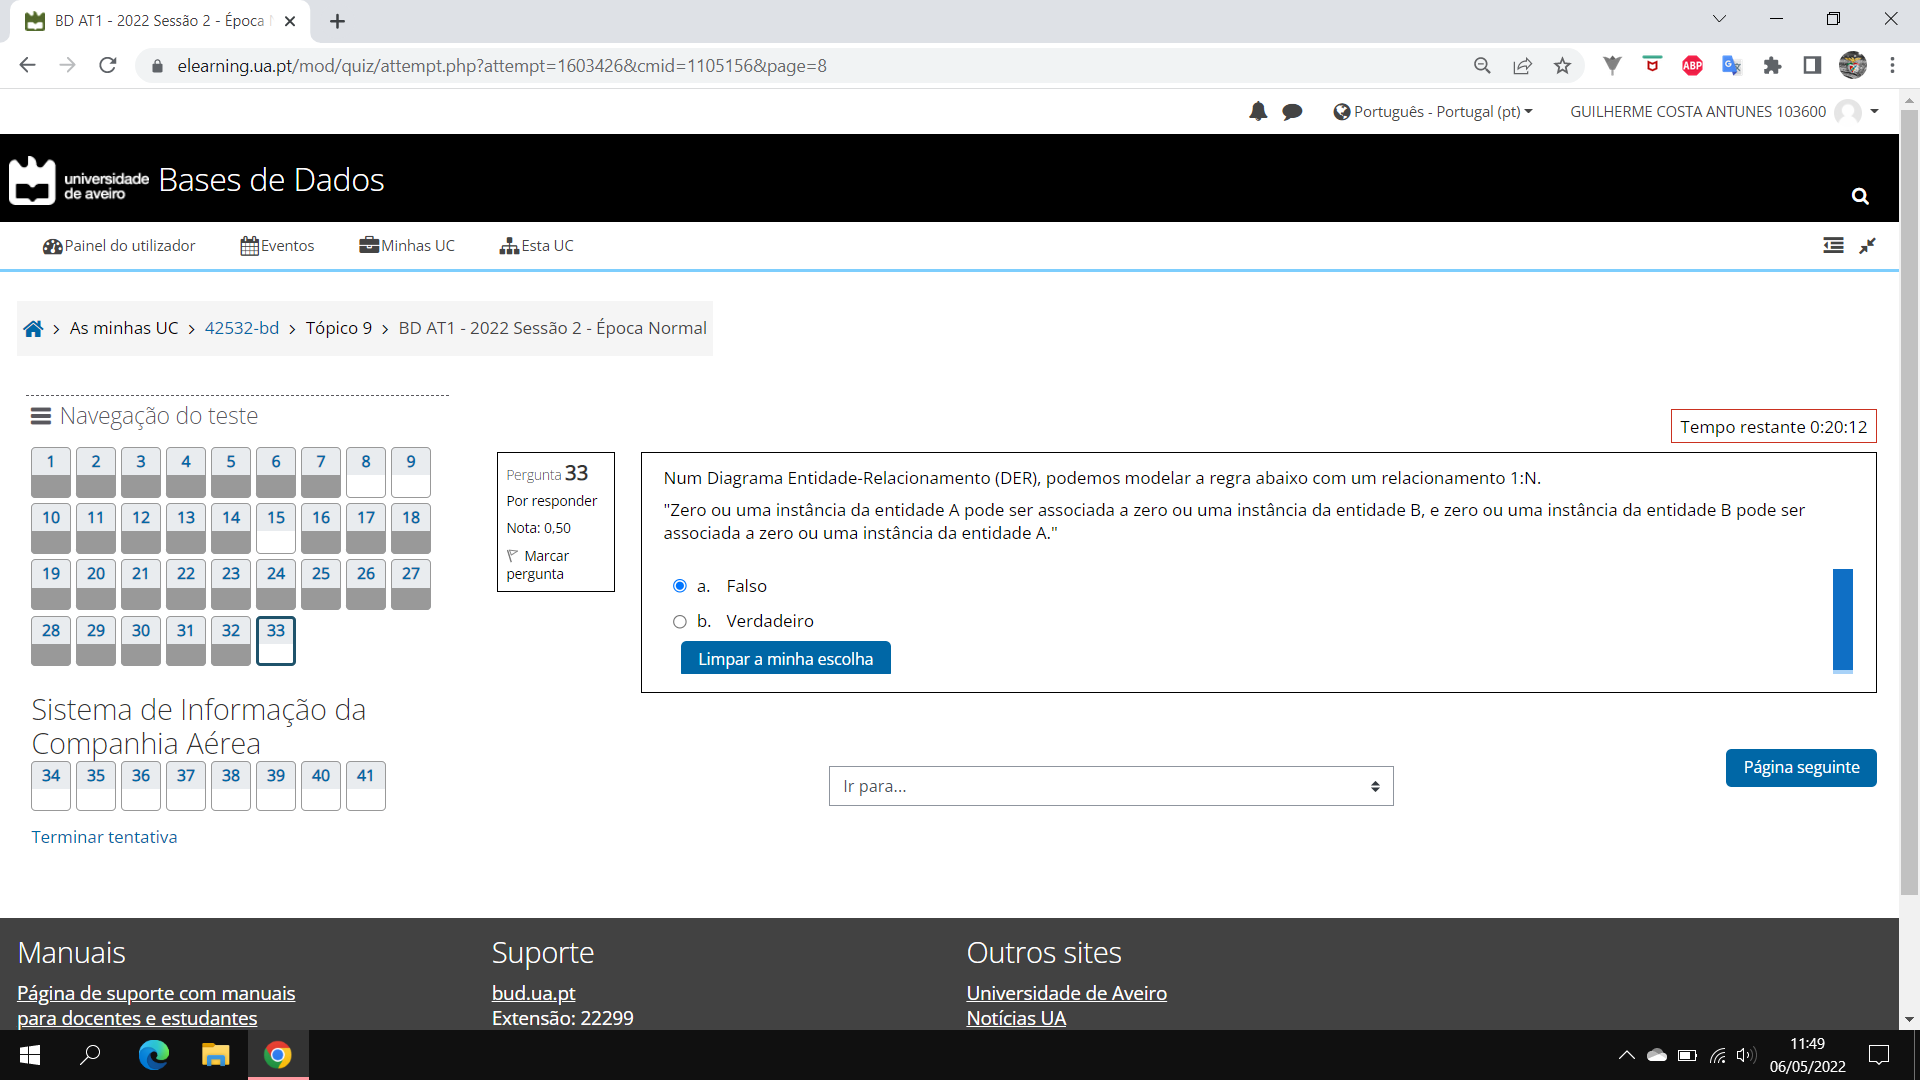 BD AT1 - 2022 Sessão 2 - Época
elearning.ua.pt/mod/quiz/attempt.php?attempt=1603426&cmid=1105156&page=8
ABP
Português - Portugal (pt)
GUILHERME COSTA ANTUNES 103600
universidade
de aveiro
Bases de Dados
Painel do utilizador
Eventos
Minhas UC
Esta UC
As minhas UC > 42532-bd > Tópico 9 > BD AT1 - 2022 Sessão 2 - Época Normal
Navegação do teste
Tempo restante 0:20:12
1 2 3 4 5 6 7 8 9
10 11 12 13 14 15 16 17 18
19 20 21 22 23 24 25 26 27
28 29 30 31 32 33
Sistema de Informação da
Companhia Aérea
34 35 36 37 38 39 40 41
Terminar tentativa
Pergunta 33
Por responder
Nota: 0,50
Marcar
pergunta
Num Diagrama Entidade-Relacionamento (DER), podemos modelar a regra abaixo com um relacionamento 1:N.
"Zero ou uma instância da entidade A pode ser associada a zero ou uma instância da entidade B, e zero ou uma instância da entidade B pode ser
associada a zero ou uma instância da entidade A."
a. Falso
b. Verdadeiro
Limpar a minha escolha
Ir para...
Página seguinte
Manuais
Página de suporte com manuais
para docentes e estudantes
Suporte
bud.ua.pt
Extensão: 22299
Outros sites
Universidade de Aveiro
Notícias UA
11:49
06/05/2022